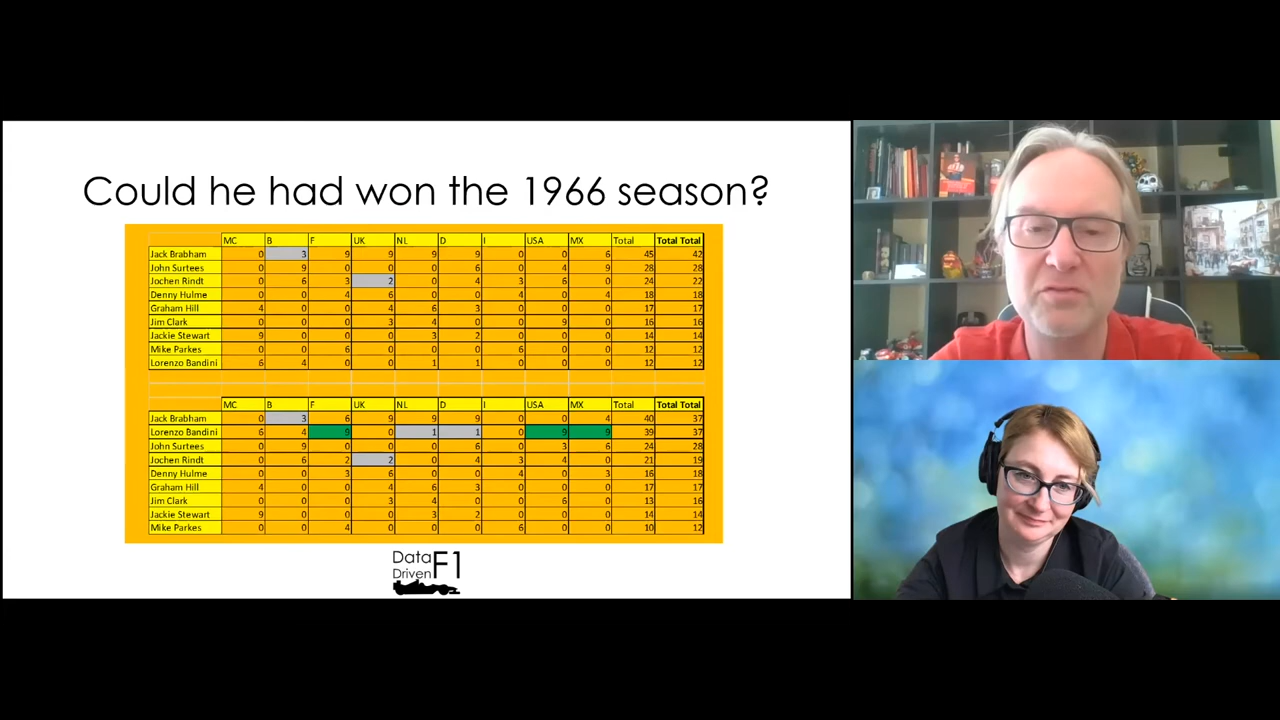 Could he had won the 1966 season?
MC B F UK NL D I USA MX Total Total Total
Jack Brabham 0 3 9 9 9 9 0 0 6 45 42
John Surtees 0 9 0 0 0 6 0 4 9 28 28
Jochen Rindt 0 6 3 2 0 4 3 6 0 24 22
Denny Hulme 0 0 4 6 0 0 4 0 4 18 18
Graham Hill 4 0 0 4 6 3 0 0 0 17 17
Jim Clark 0 0 0 3 4 0 0 9 0 16 16
Jackie Stewart 9 0 0 0 3 2 0 0 0 14 14
Mike Parkes 0 0 6 0 0 0 6 0 0 12 12
Lorenzo Bandini 6 4 0 0 1 1 0 0 0 12 12
MC B F UK NL D I USA MX Total Total Total
Jack Brabham 0 3 6 9 9 9 0 0 4 40 37
Lorenzo Bandini 6 4 9 0 1 1 0 9 9 39 37
John Surtees 0 9 0 0 0 6 0 3 6 24 28
Jochen Rindt 0 6 2 2 0 4 3 4 0 21 19
Denny Hulme 0 0 3 6 0 0 4 0 3 16 18
Graham Hill 4 0 0 4 6 3 0 0 0 17 17
Jim Clark 0 0 0 3 4 0 0 6 0 13 16
Jackie Stewart 9 0 0 0 3 2 0 0 0 14 14
Mike Parkes 0 0 4 0 0 0 6 0 0 10 12
Data
Driven F1